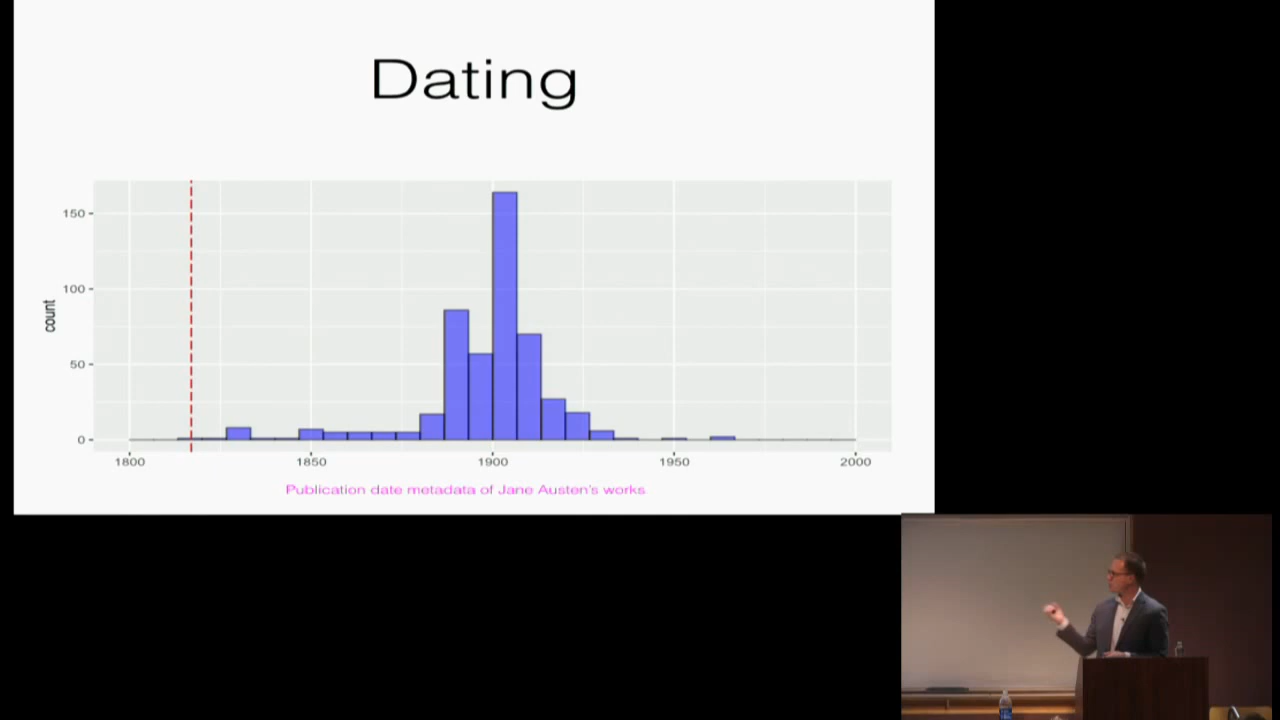 Dating
count
150
100
50
0
1800 1850 1900 1950 2000
Publication date metadata of Jane Austen's works